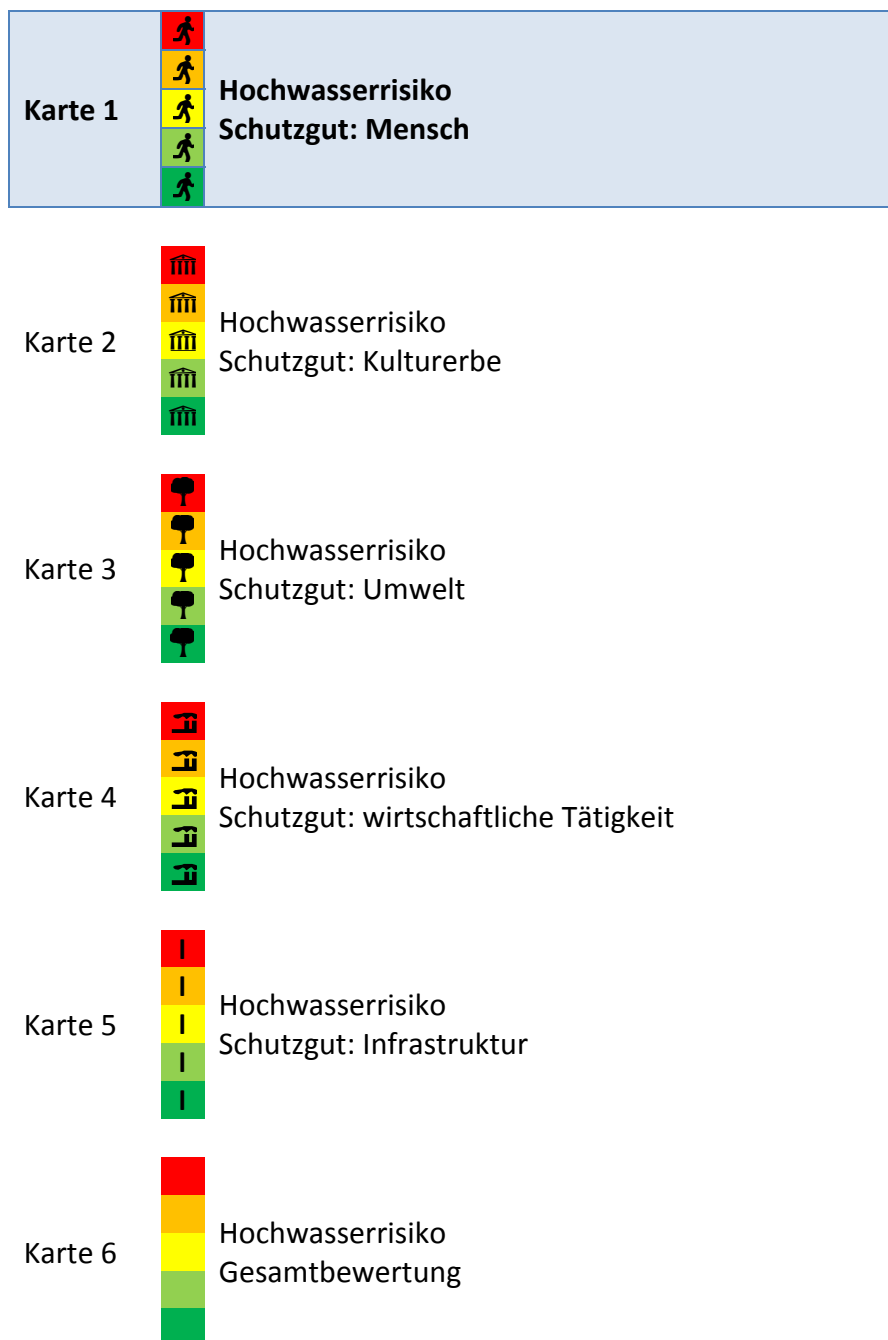 Karte 1
Hochwasserrisiko
Schutzgut: Mensch
Karte 2
Hochwasserrisiko
Schutzgut: Kulturerbe
Karte 3
Hochwasserrisiko
Schutzgut: Umwelt
Karte 4
Hochwasserrisiko
Schutzgut: wirtschaftliche Tätigkeit
Karte 5
I
I
I
I
I
Hochwasserrisiko
Schutzgut: Infrastruktur
Karte 6
Hochwasserrisiko
Gesamtbewertung